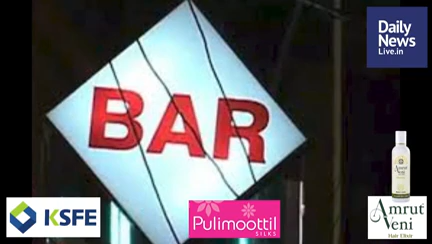 Daily
News
Live.in
BAR
KSFE
Pulimoottil
SILKS
Amrut
Veni
Hair Elixir